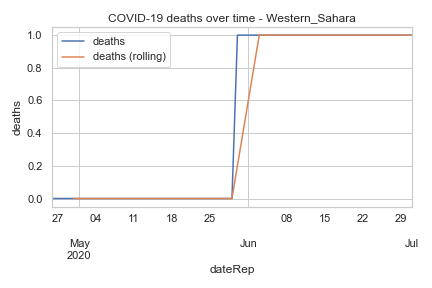 COVID-19 deaths over time - Western_Sahara
deaths
deaths (rolling)
deaths
1.0
0.8
0.6
0.4
0.2
0.0
27 04 11 18 25 08 15 22 29
May Jun Jul
2020
dateRep